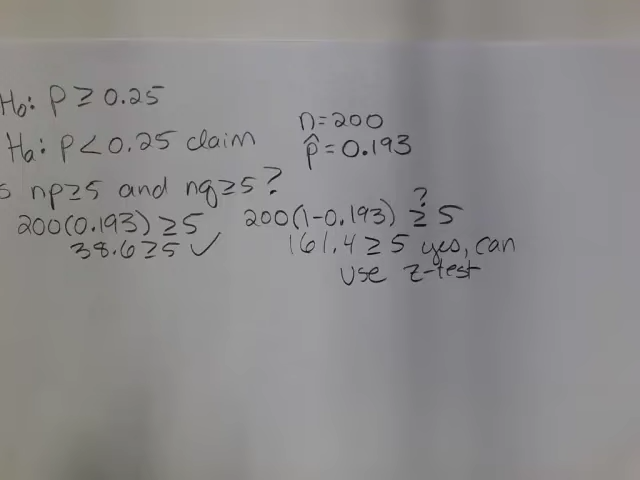 H₀: p ≥ 0.25
Hₐ: p < 0.25 claim
n=200
p̂ = 0.193
s np≥5 and nq≥5?
200(0.193) ≥5
38.6≥5 ✓
200(1-0.193) ≥? 5
161.4 ≥ 5 yes, can
use z-test